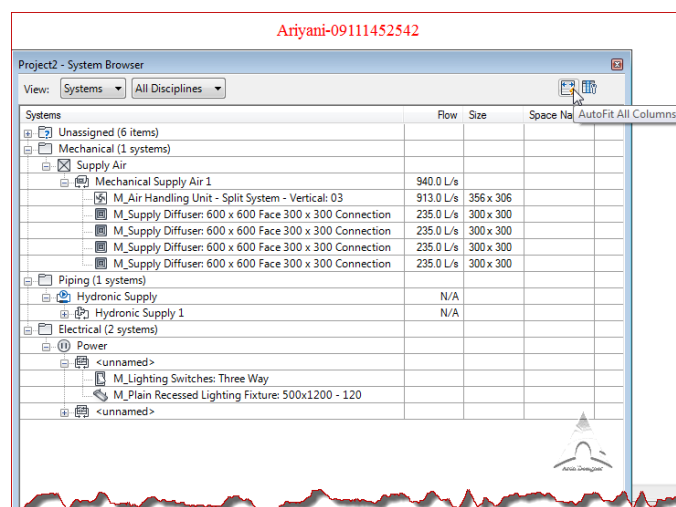 Ariyani-09111452542
Project2 - System Browser
View: Systems All Disciplines
AutoFit All Columns
Systems Flow Size Space Na
Unassigned (6 items)
Mechanical (1 systems)
Supply Air
Mechanical Supply Air 1 940.0 L/s
M_Air Handling Unit - Split System - Vertical: 03 913.0 L/s 356 x 306
M_Supply Diffuser: 600 x 600 Face 300 x 300 Connection 235.0 L/s 300 x 300
M_Supply Diffuser: 600 x 600 Face 300 x 300 Connection 235.0 L/s 300 x 300
M_Supply Diffuser: 600 x 600 Face 300 x 300 Connection 235.0 L/s 300 x 300
M_Supply Diffuser: 600 x 600 Face 300 x 300 Connection 235.0 L/s 300 x 300
Piping (1 systems)
Hydronic Supply N/A
Hydronic Supply 1 N/A
Electrical (2 systems)
Power
<unnamed>
M_Lighting Switches: Three Way
M_Plain Recessed Lighting Fixture: 500x1200 - 120
<unnamed>